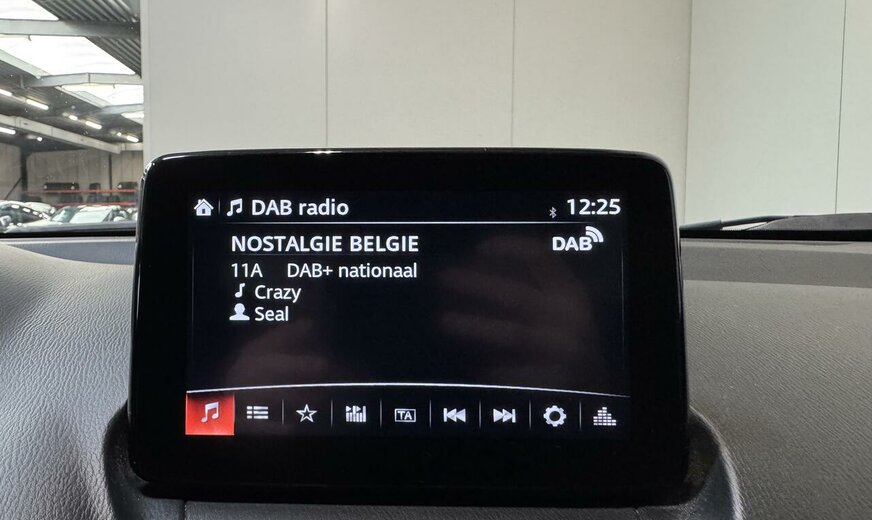 DAB radio 12:25
NOSTALGIE BELGIE DAB
11A DAB+ nationaal
Crazy
Seal
TA